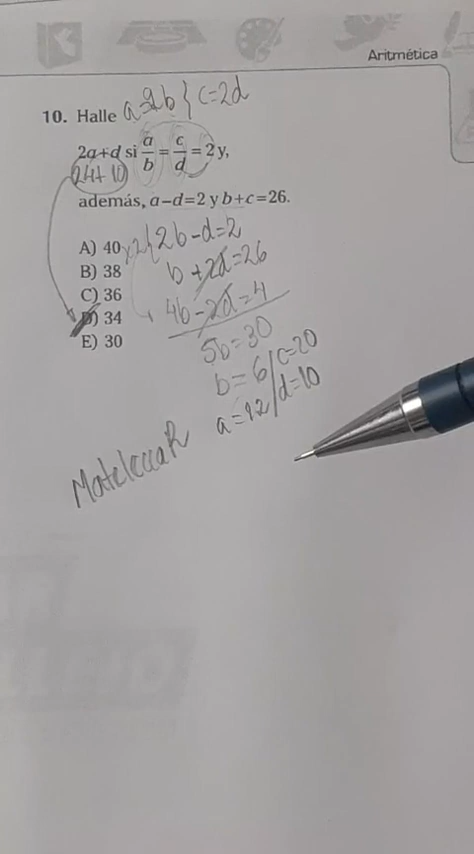 Aritmética
10. Halle a=2b { c=2d
2a+d si a/b = c/d = 2 y,
24+10
además, a−d=2 y b+c=26.
A) 40 x2{ 2b-d=2
B) 38 b+2d=26
C) 36 4b-2d=4
D) 34 5b=30
E) 30 b=6/c=20
a=12/d=10